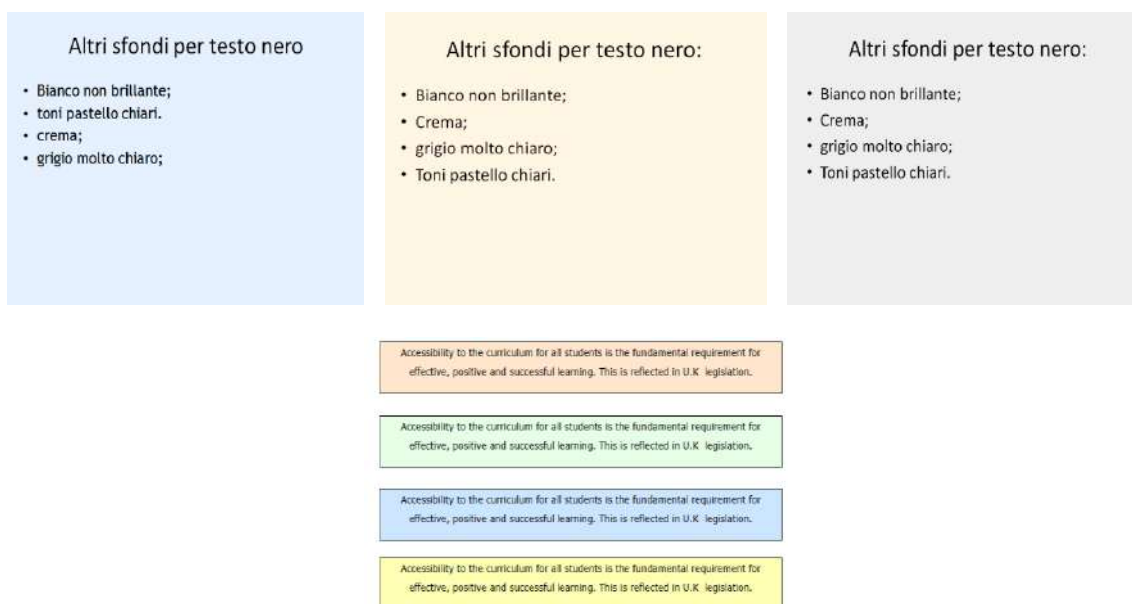 Altri sfondi per testo nero
• Bianco non brillante;
• toni pastello chiari.
• crema;
• grigio molto chiaro;
Altri sfondi per testo nero:
• Bianco non brillante;
• Crema;
• grigio molto chiaro;
• Toni pastello chiari.
Altri sfondi per testo nero:
• Bianco non brillante;
• Crema;
• grigio molto chiaro;
• Toni pastello chiari.
Accessibility to the curriculum for all students is the fundamental requirement for
effective, positive and successful learning. This is reflected in U.K legislation.
Accessibility to the curriculum for all students is the fundamental requirement for
effective, positive and successful learning. This is reflected in U.K legislation.
Accessibility to the curriculum for all students is the fundamental requirement for
effective, positive and successful learning. This is reflected in U.K legislation.
Accessibility to the curriculum for all students is the fundamental requirement for
effective, positive and successful learning. This is reflected in U.K legislation.